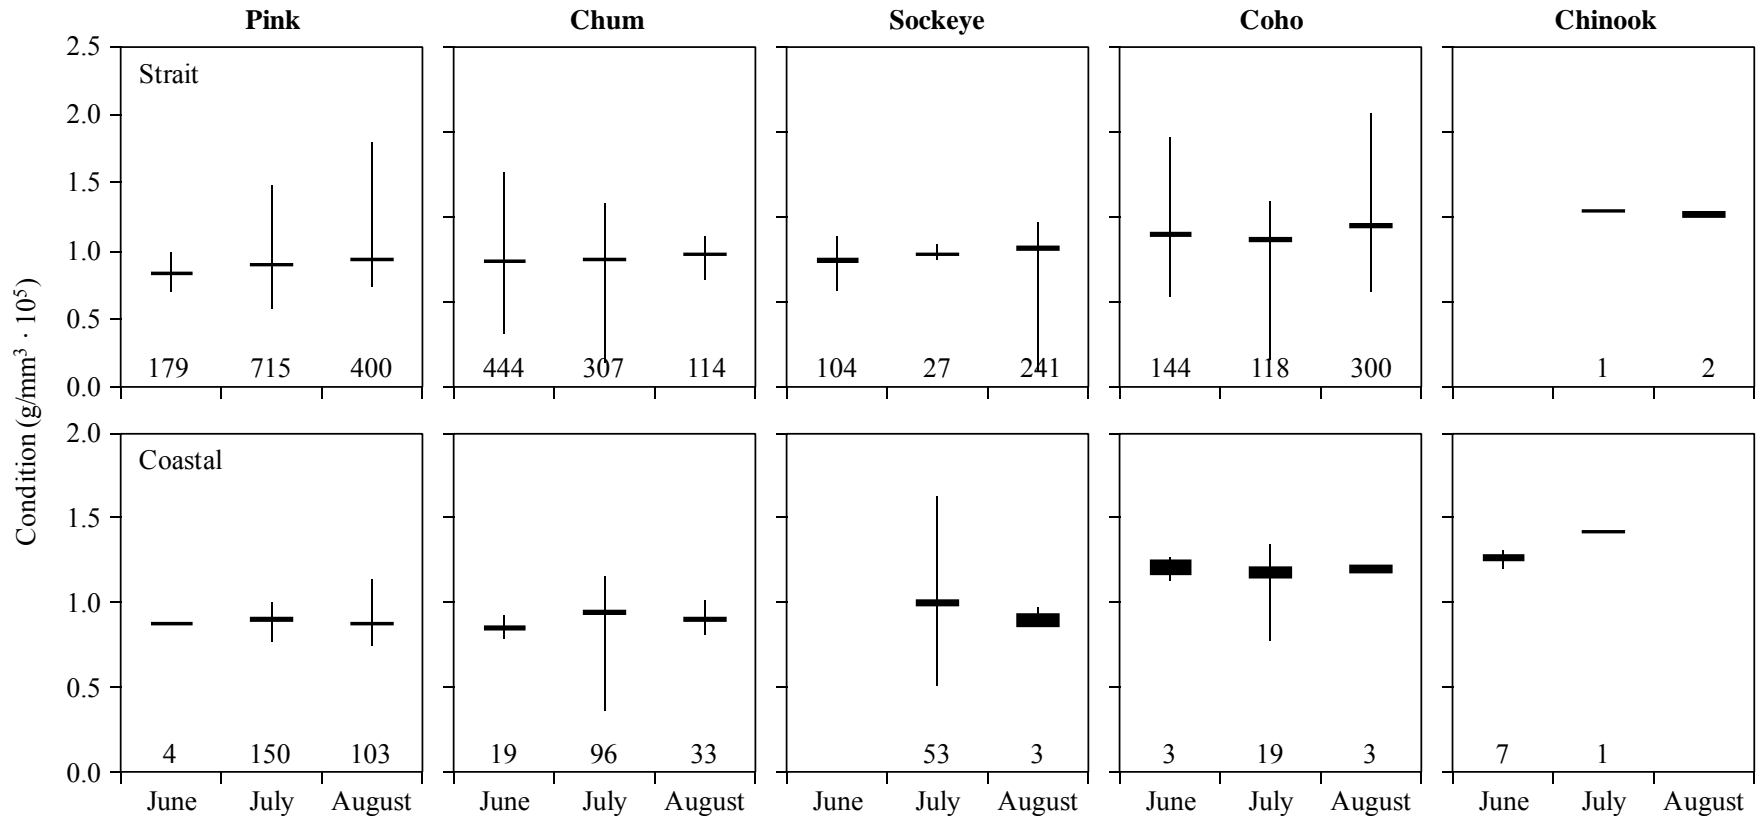 Pink Chum Sockeye Coho Chinook
2.5
Strait
2.0
1.5
1.0
0.5
179 715 400 444 307 114 104 27 241 144 118 300 1 2
0.0
Condition (g/mm³ · 10⁵)
2.0
Coastal
1.5
1.0
0.5
4 150 103 19 96 33 53 3 3 19 3 7 1
0.0
June July August June July August June July August June July August June July August